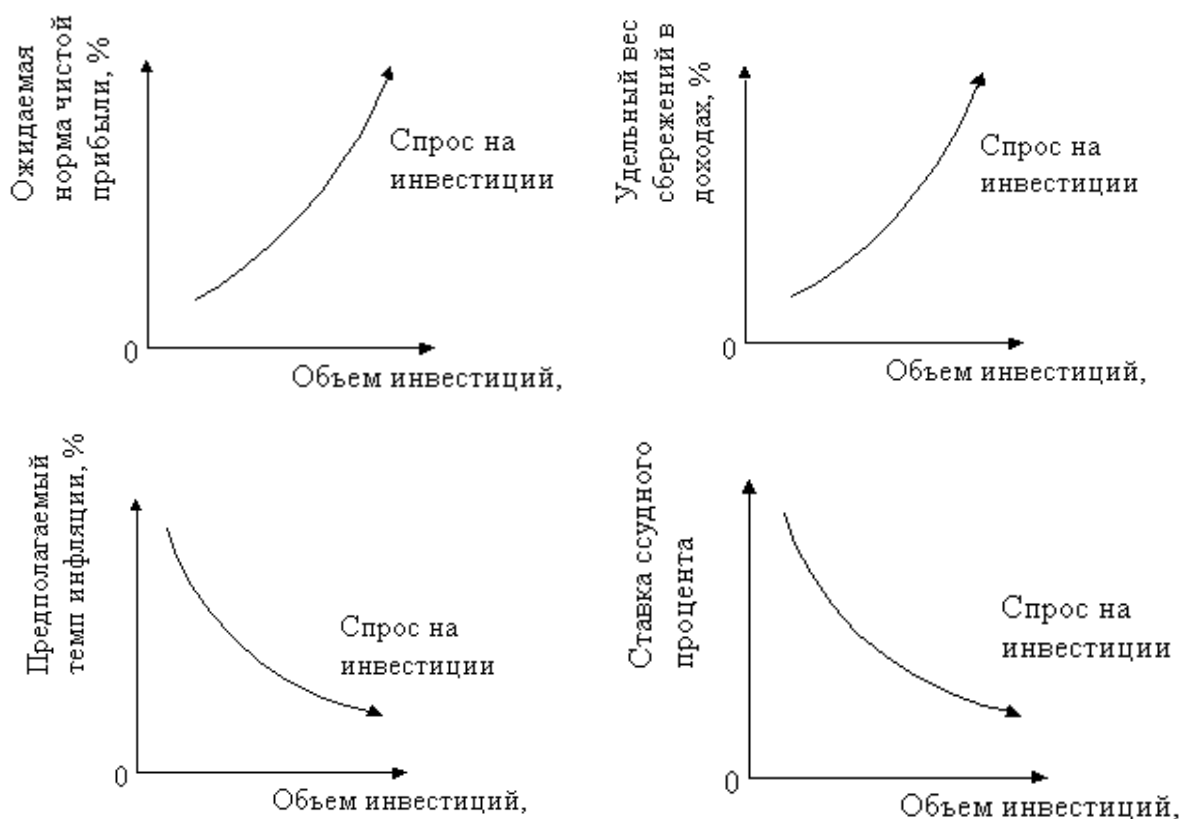 Ожидаемая
норма чистой
прибыли, %
Спрос на
инвестиции
0
Объем инвестиций,
Удельный вес
сбережений в
доходах, %
Спрос на
инвестиции
0
Объем инвестиций,
Предполагаемый
темп инфляции, %
Спрос на
инвестиции
0
Объем инвестиций,
Ставка ссудного
процента
Спрос на
инвестиции
0
Объем инвестиций,